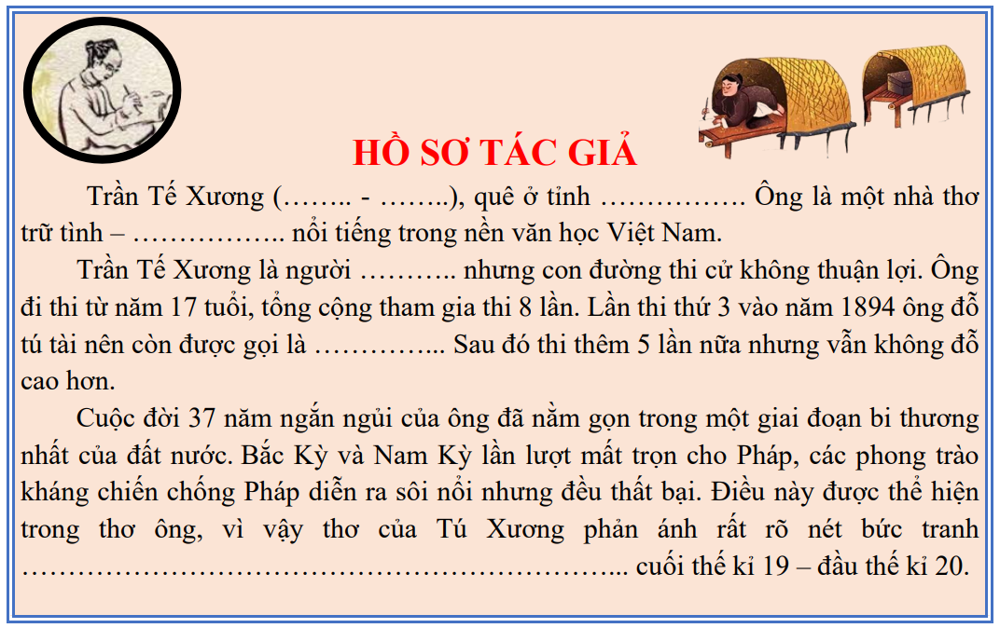 HỒ SƠ TÁC GIẢ
Trần Tế Xương (…….. - ……..), quê ở tỉnh ……………. Ông là một nhà thơ
trữ tình – …………….. nổi tiếng trong nền văn học Việt Nam.
Trần Tế Xương là người ……….. nhưng con đường thi cử không thuận lợi. Ông
đi thi từ năm 17 tuổi, tổng cộng tham gia thi 8 lần. Lần thi thứ 3 vào năm 1894 ông đỗ
tú tài nên còn được gọi là …………... Sau đó thi thêm 5 lần nữa nhưng vẫn không đỗ
cao hơn.
Cuộc đời 37 năm ngắn ngủi của ông đã nằm gọn trong một giai đoạn bi thương
nhất của đất nước. Bắc Kỳ và Nam Kỳ lần lượt mất trọn cho Pháp, các phong trào
kháng chiến chống Pháp diễn ra sôi nổi nhưng đều thất bại. Điều này được thể hiện
trong thơ ông, vì vậy thơ của Tú Xương phản ánh rất rõ nét bức tranh
………………………………………………………... cuối thế kỉ 19 – đầu thế kỉ 20.